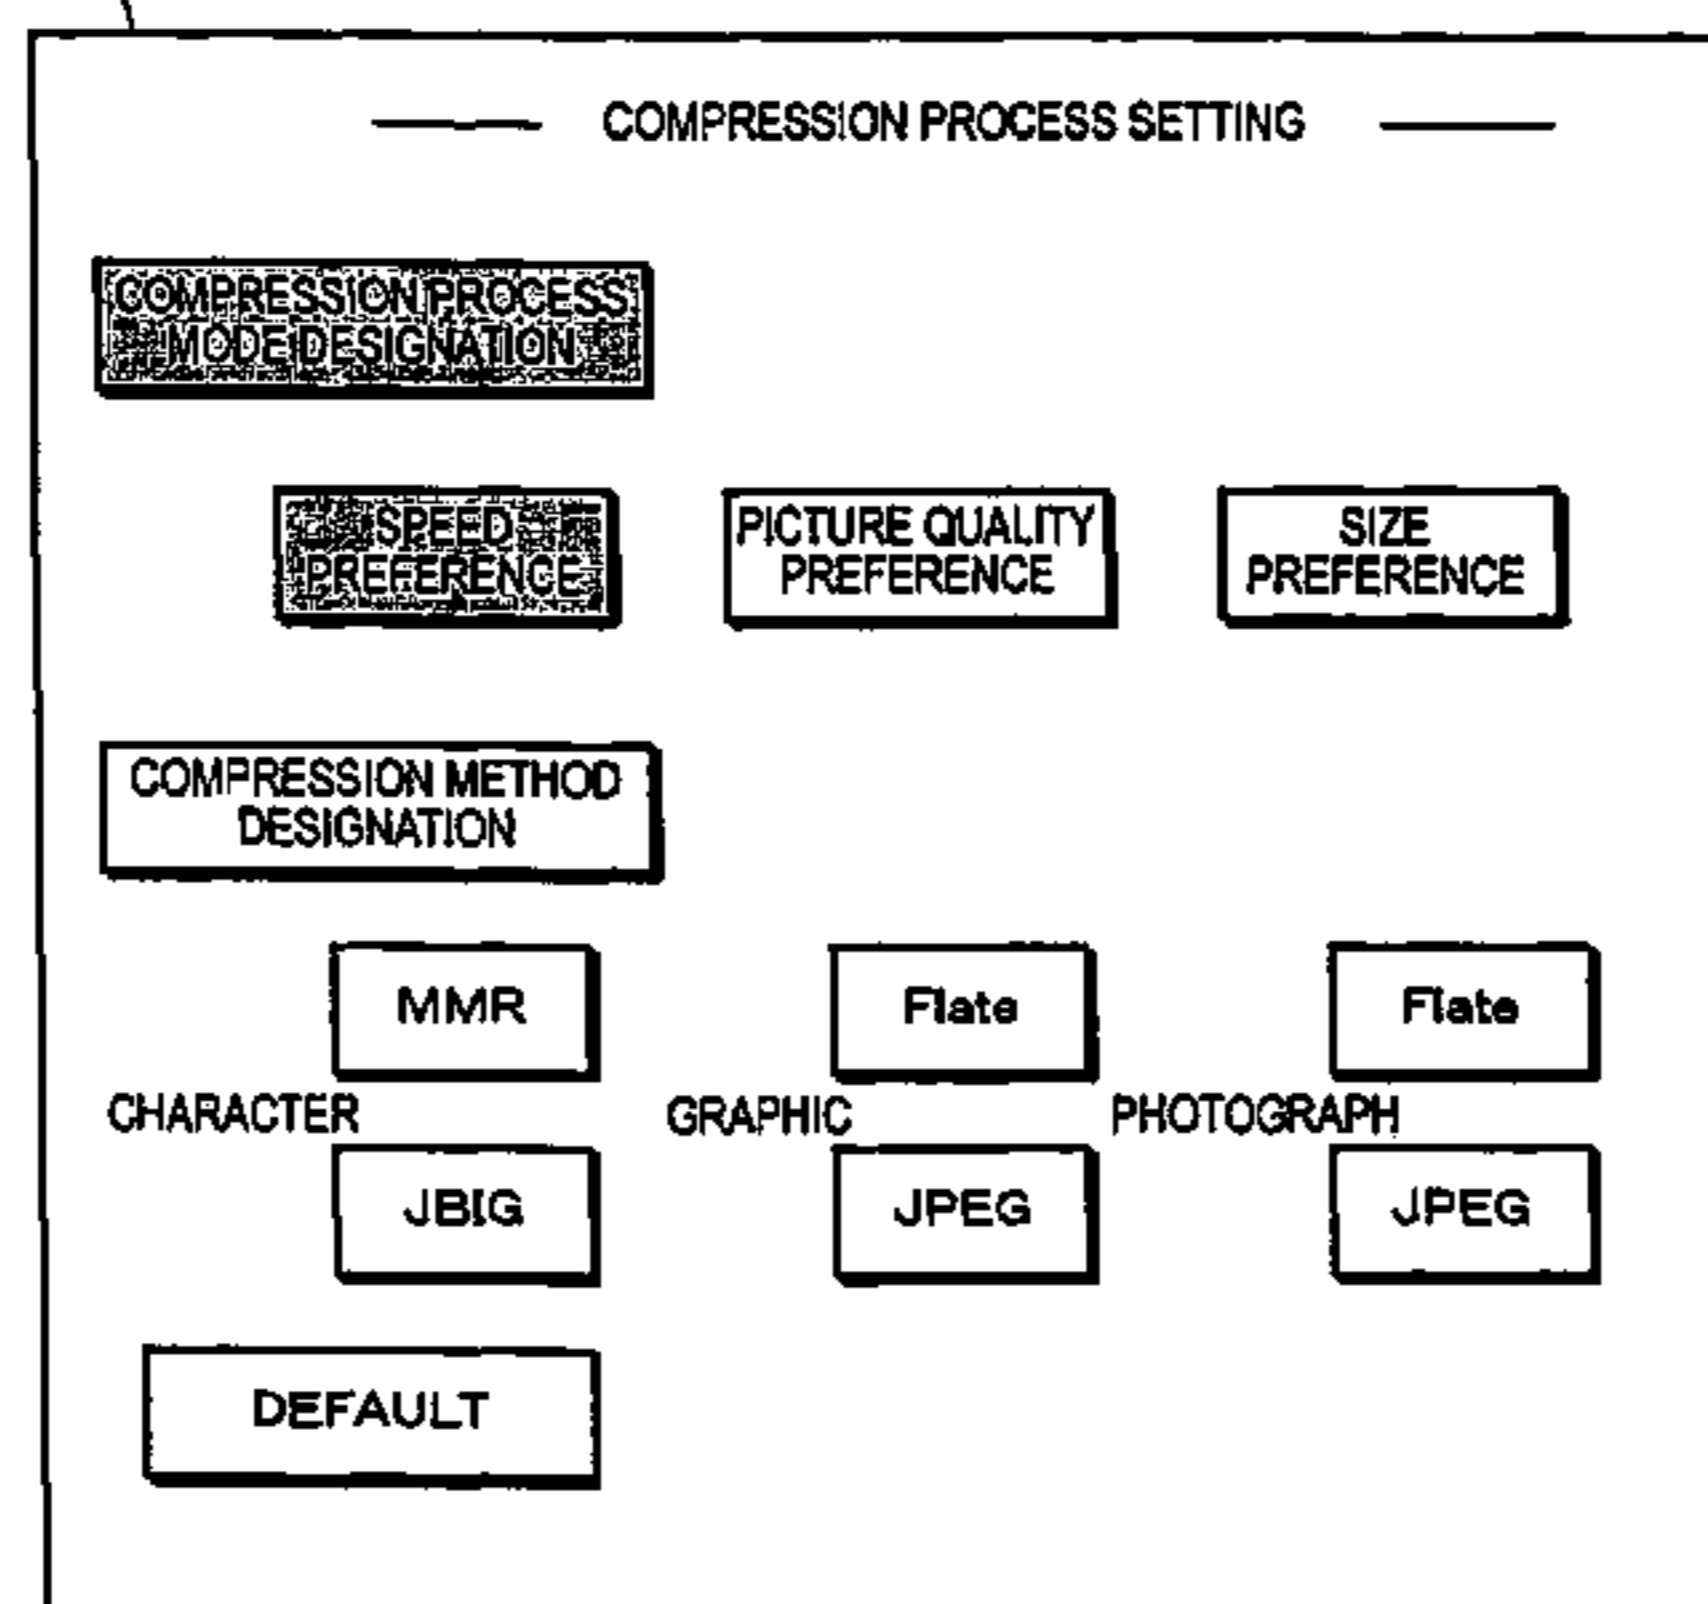 COMPRESSION PROCESS SETTING
COMPRESSION PROCESS
MODE DESIGNATION
SPEED
PREFERENCE
PICTURE QUALITY
PREFERENCE
SIZE
PREFERENCE
COMPRESSION METHOD
DESIGNATION
MMR
Flate
Flate
CHARACTER
GRAPHIC
PHOTOGRAPH
JBIG
JPEG
JPEG
DEFAULT